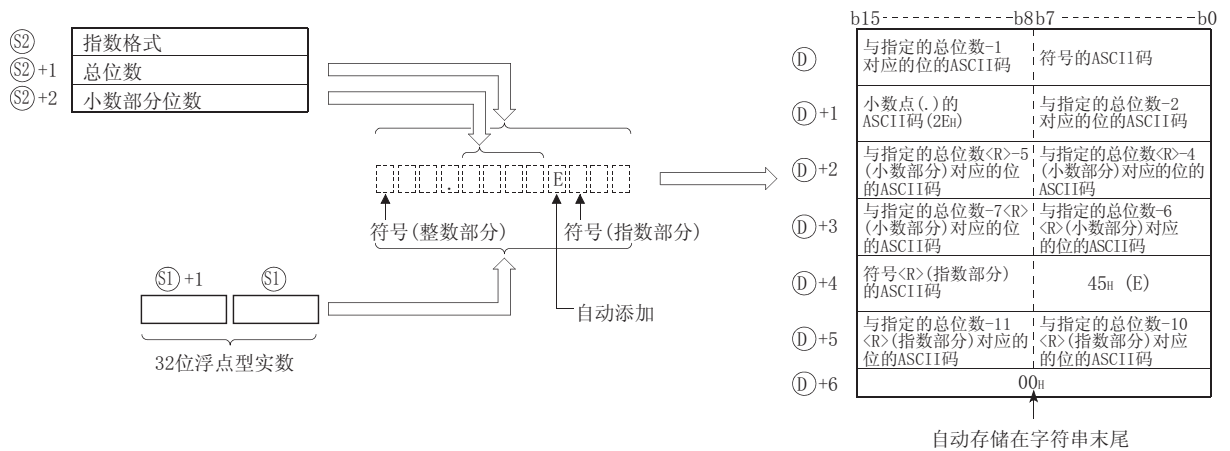 S2 指数格式
S2+1 总位数
S2+2 小数部分位数
.
E
符号(整数部分)
符号(指数部分)
自动添加
S1+1
S1
32位浮点型实数
b15
b8
b7
b0
D
与指定的总位数-1
对应的位的ASCII码
符号的ASCI1码
D+1
小数点(.)的
ASCII码(2EH)
与指定的总位数-2
对应的位的ASCII码
D+2
与指定的总位数<R>-5
(小数部分)对应的位
的ASCII码
与指定的总位数<R>-4
(小数部分)对应的位的
ASCII码
D+3
与指定的总位数-7<R>
(小数部分)对应的位
的ASCII码
与指定的总位数-6
<R>(小数部分)对应
的位的ASCII码
D+4
符号<R>(指数部分)
的ASCII码
45H (E)
D+5
与指定的总位数-11
<R>(指数部分)对应的
位的ASCII码
与指定的总位数-10
<R>(指数部分)对应
的位的ASCII码
D+6
00H
自动存储在字符串末尾